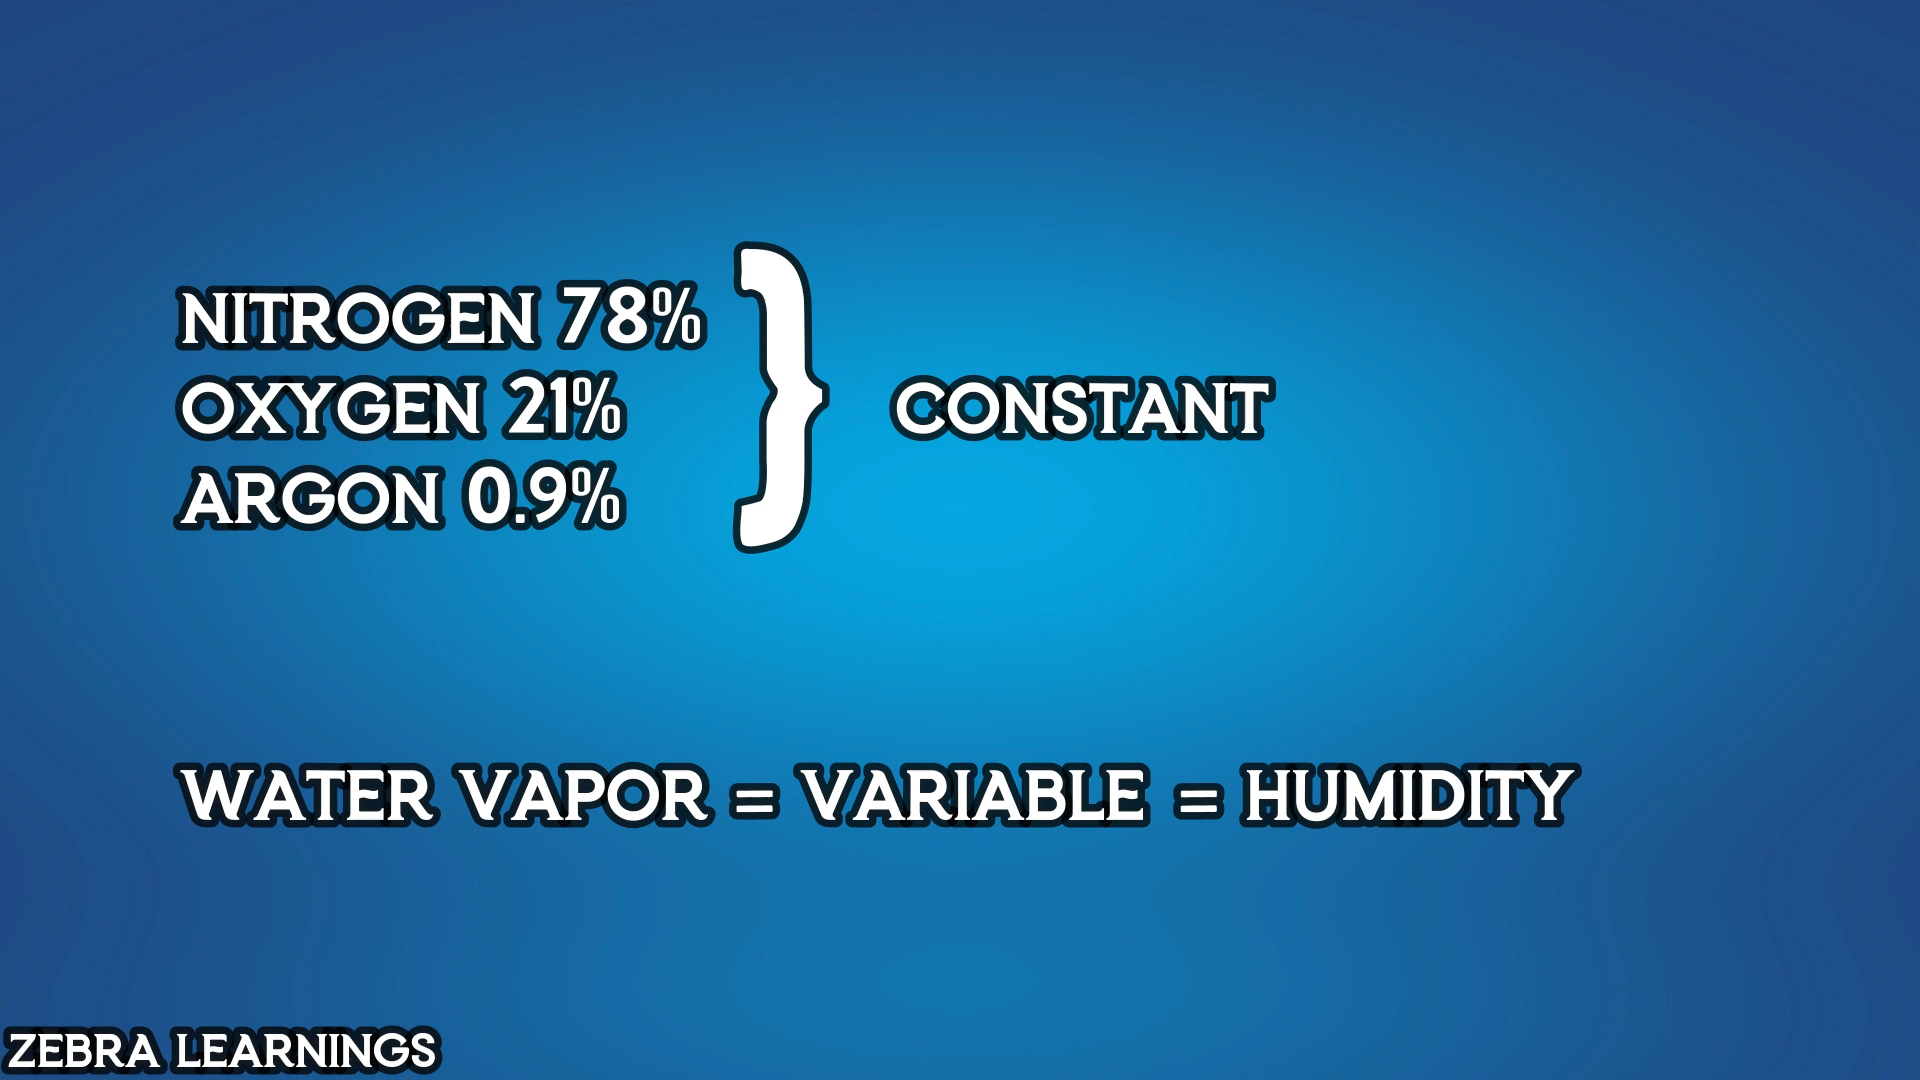 NITROGEN 78%
OXYGEN 21%
ARGON 0.9%
} CONSTANT
WATER VAPOR = VARIABLE = HUMIDITY
ZEBRA LEARNINGS